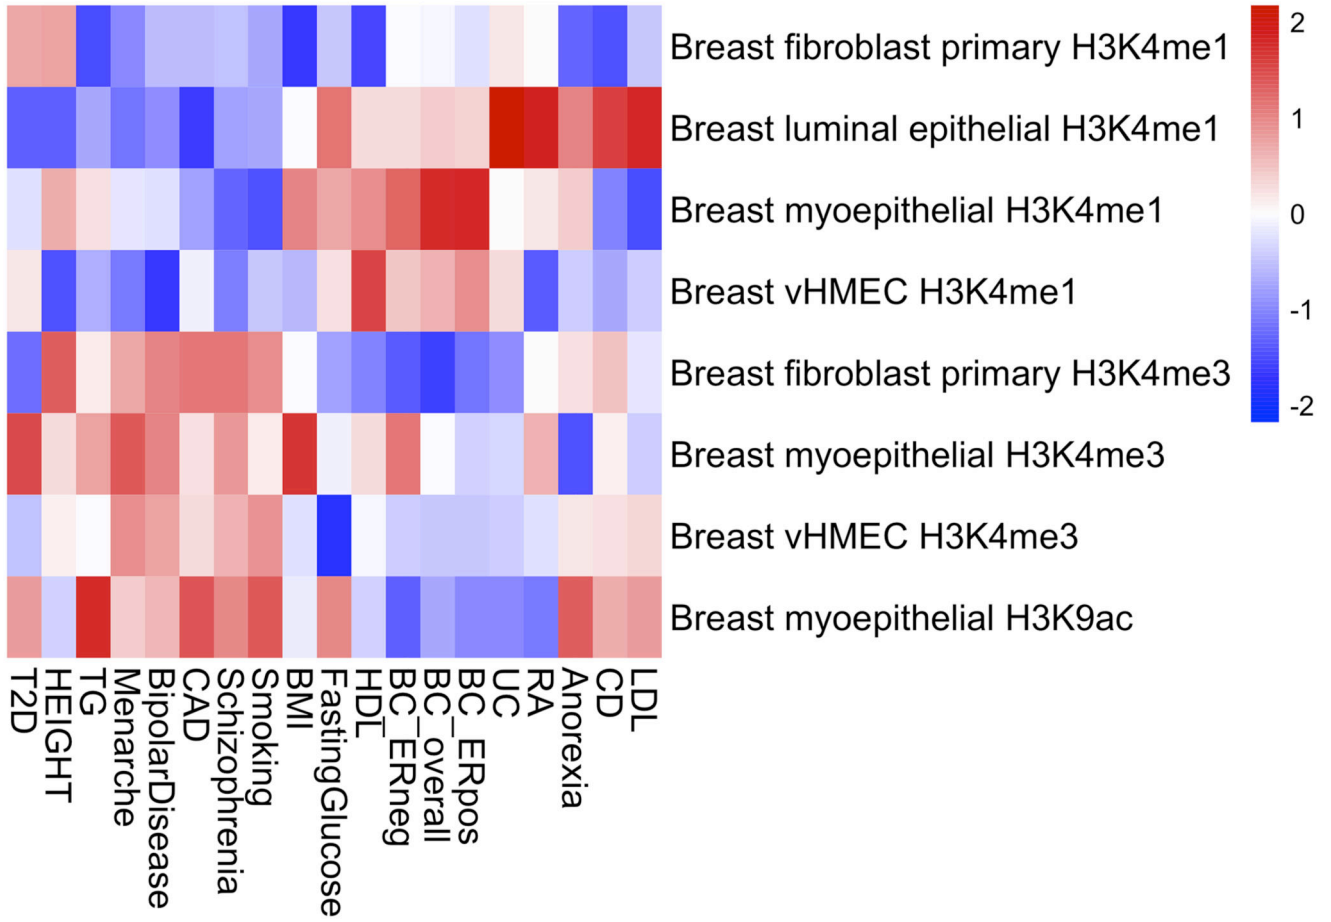 Breast fibroblast primary H3K4me1
Breast luminal epithelial H3K4me1
Breast myoepithelial H3K4me1
Breast vHMEC H3K4me1
Breast fibroblast primary H3K4me3
Breast myoepithelial H3K4me3
Breast vHMEC H3K4me3
Breast myoepithelial H3K9ac
2
1
0
-1
-2
T2D
HEIGHT
TG
Menarche
BipolarDisease
CAD
Schizophrenia
Smoking
BMI
FastingGlucose
HDL
BC_ERneg
BC_overall
BC_ERpos
UC
RA
Anorexia
CD
LDL